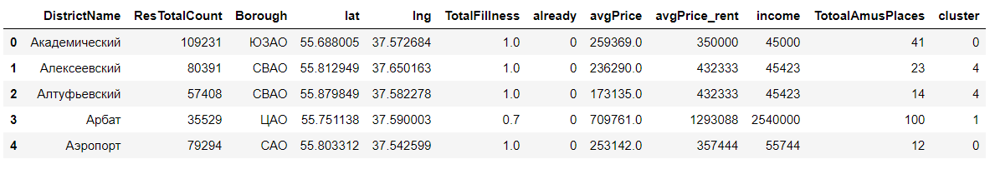 DistrictName ResTotalCount Borough lat lng TotalFillness already avgPrice avgPrice_rent income TotoalAmusPlaces cluster
0 Академический 109231 ЮЗАО 55.688005 37.572684 1.0 0 259369.0 350000 45000 41 0
1 Алексеевский 80391 СВАО 55.812949 37.650163 1.0 0 236290.0 432333 45423 23 4
2 Алтуфьевский 57408 СВАО 55.879849 37.582278 1.0 0 173135.0 432333 45423 14 4
3 Арбат 35529 ЦАО 55.751138 37.590003 0.7 0 709761.0 1293088 2540000 100 1
4 Аэропорт 79294 САО 55.803312 37.542599 1.0 0 253142.0 357444 55744 12 0